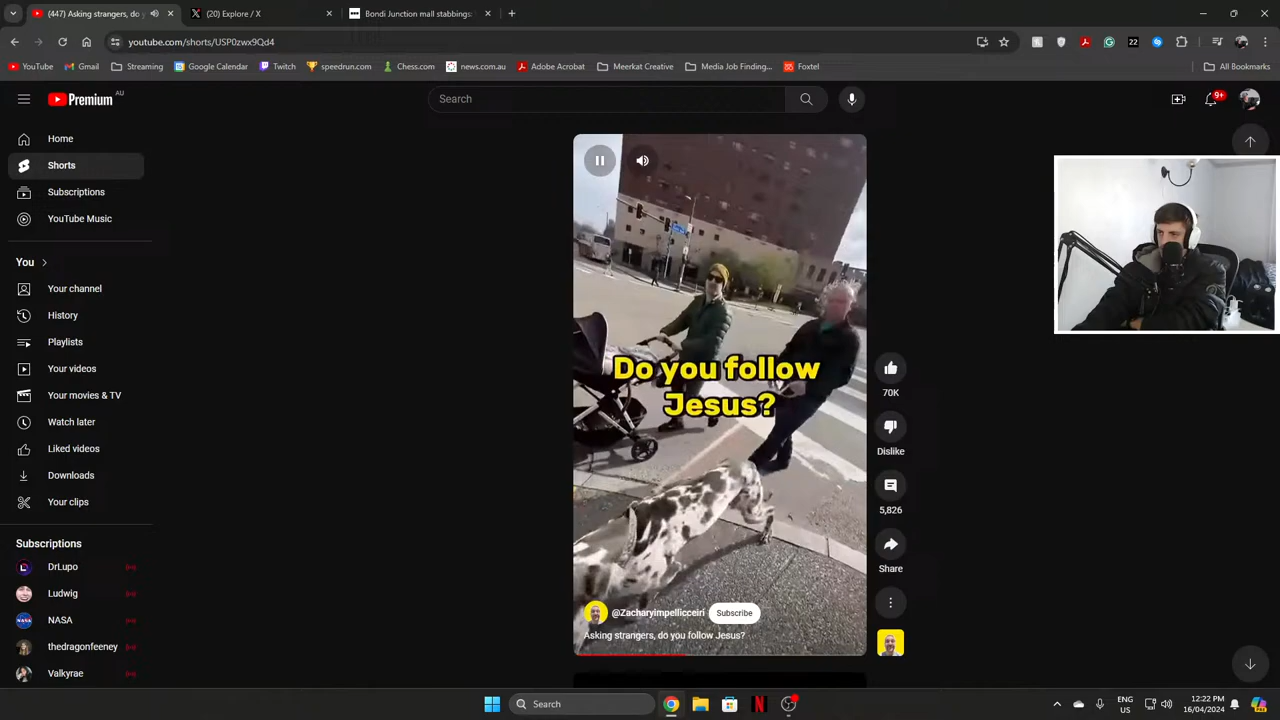 (447) Asking strangers, do y
(20) Explore / X
Bondi Junction mall stabbings:
youtube.com/shorts/USP0zwx9Qd4
YouTube
Gmail
Streaming
Google Calendar
Twitch
speedrun.com
Chess.com
news.com.au
Adobe Acrobat
Meerkat Creative
Media Job Finding...
Foxtel
All Bookmarks
Premium AU
Search
9+
Home
Shorts
Subscriptions
YouTube Music
You
Your channel
History
Playlists
Your videos
Your movies & TV
Watch later
Liked videos
Downloads
Your clips
Subscriptions
DrLupo
Ludwig
NASA
thedragonfeeney
Valkyrae
Do you follow
Jesus?
@Zacharyimpellicceiri
Subscribe
Asking strangers, do you follow Jesus?
70K
Dislike
5,826
Share
Search
ENG
US
12:22 PM
16/04/2024